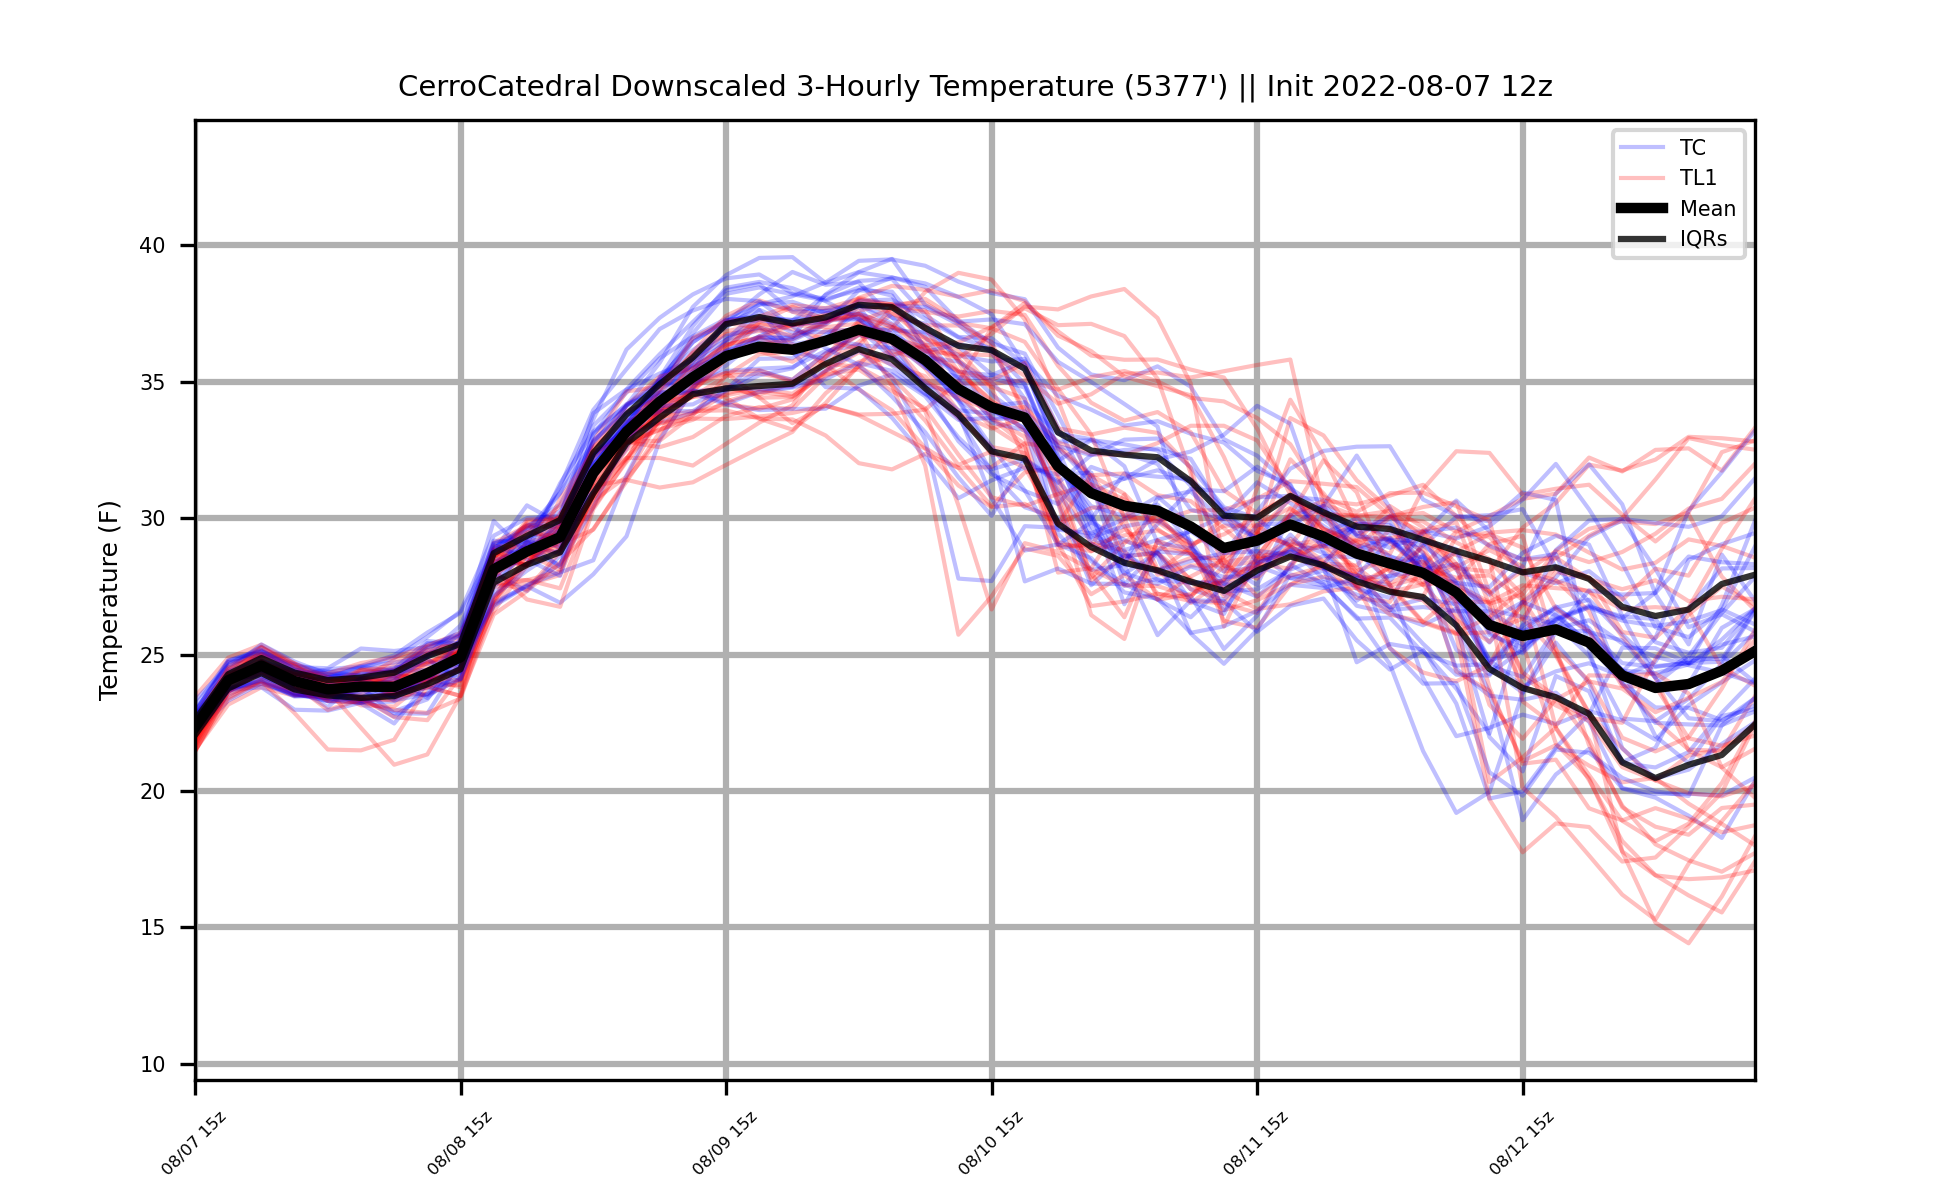 CerroCatedral Downscaled 3-Hourly Temperature (5377') || Init 2022-08-07 12z
TC
TL1
Mean
IQRs
Temperature (F)
40
35
30
25
20
15
10
08/07 15z
08/08 15z
08/09 15z
08/10 15z
08/11 15z
08/12 15z